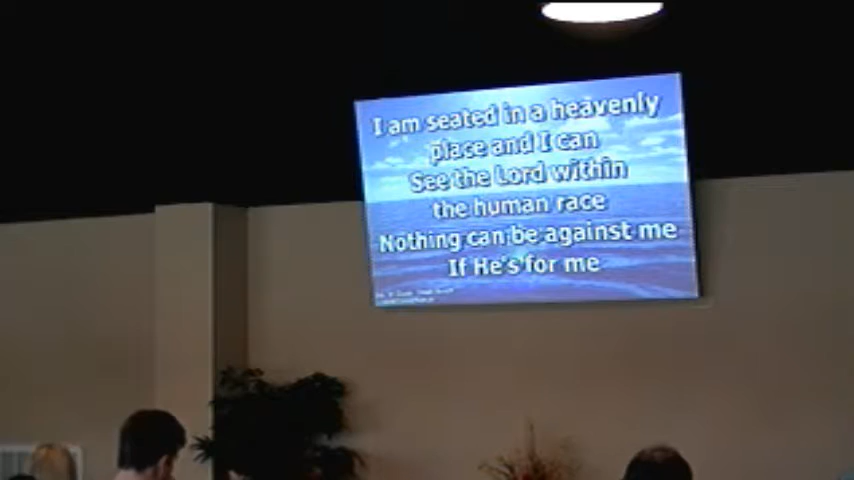 I am seated in a heavenly
place and I can
See the Lord within
the human race
Nothing can be against me
If He's for me